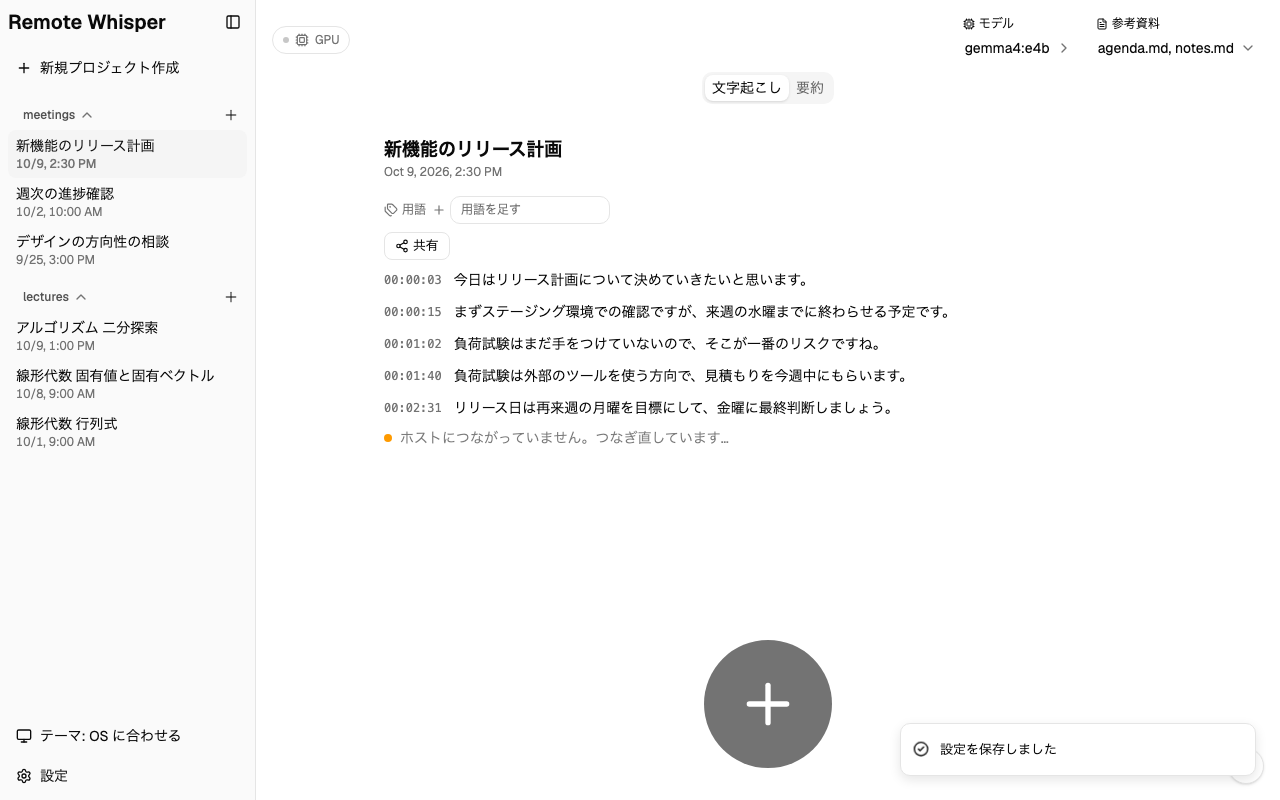 Remote Whisper
新規プロジェクト作成
meetings
新機能のリリース計画
10/9, 2:30 PM
週次の進捗確認
10/2, 10:00 AM
デザインの方向性の相談
9/25, 3:00 PM
lectures
アルゴリズム 二分探索
10/9, 1:00 PM
線形代数 固有値と固有ベクトル
10/8, 9:00 AM
線形代数 行列式
10/1, 9:00 AM
テーマ: OS に合わせる
設定
GPU
モデル
gemma4:e4b
参考資料
agenda.md, notes.md
文字起こし 要約
新機能のリリース計画
Oct 9, 2026, 2:30 PM
用語 用語を足す
共有
00:00:03 今日はリリース計画について決めていきたいと思います。
00:00:15 まずステージング環境での確認ですが、来週の水曜までに終わらせる予定です。
00:01:02 負荷試験はまだ手をつけていないので、そこが一番のリスクですね。
00:01:40 負荷試験は外部のツールを使う方向で、見積もりを今週中にもらいます。
00:02:31 リリース日は再来週の月曜を目標にして、金曜に最終判断しましょう。
ホストにつながっていません。つなぎ直しています…
設定を保存しました